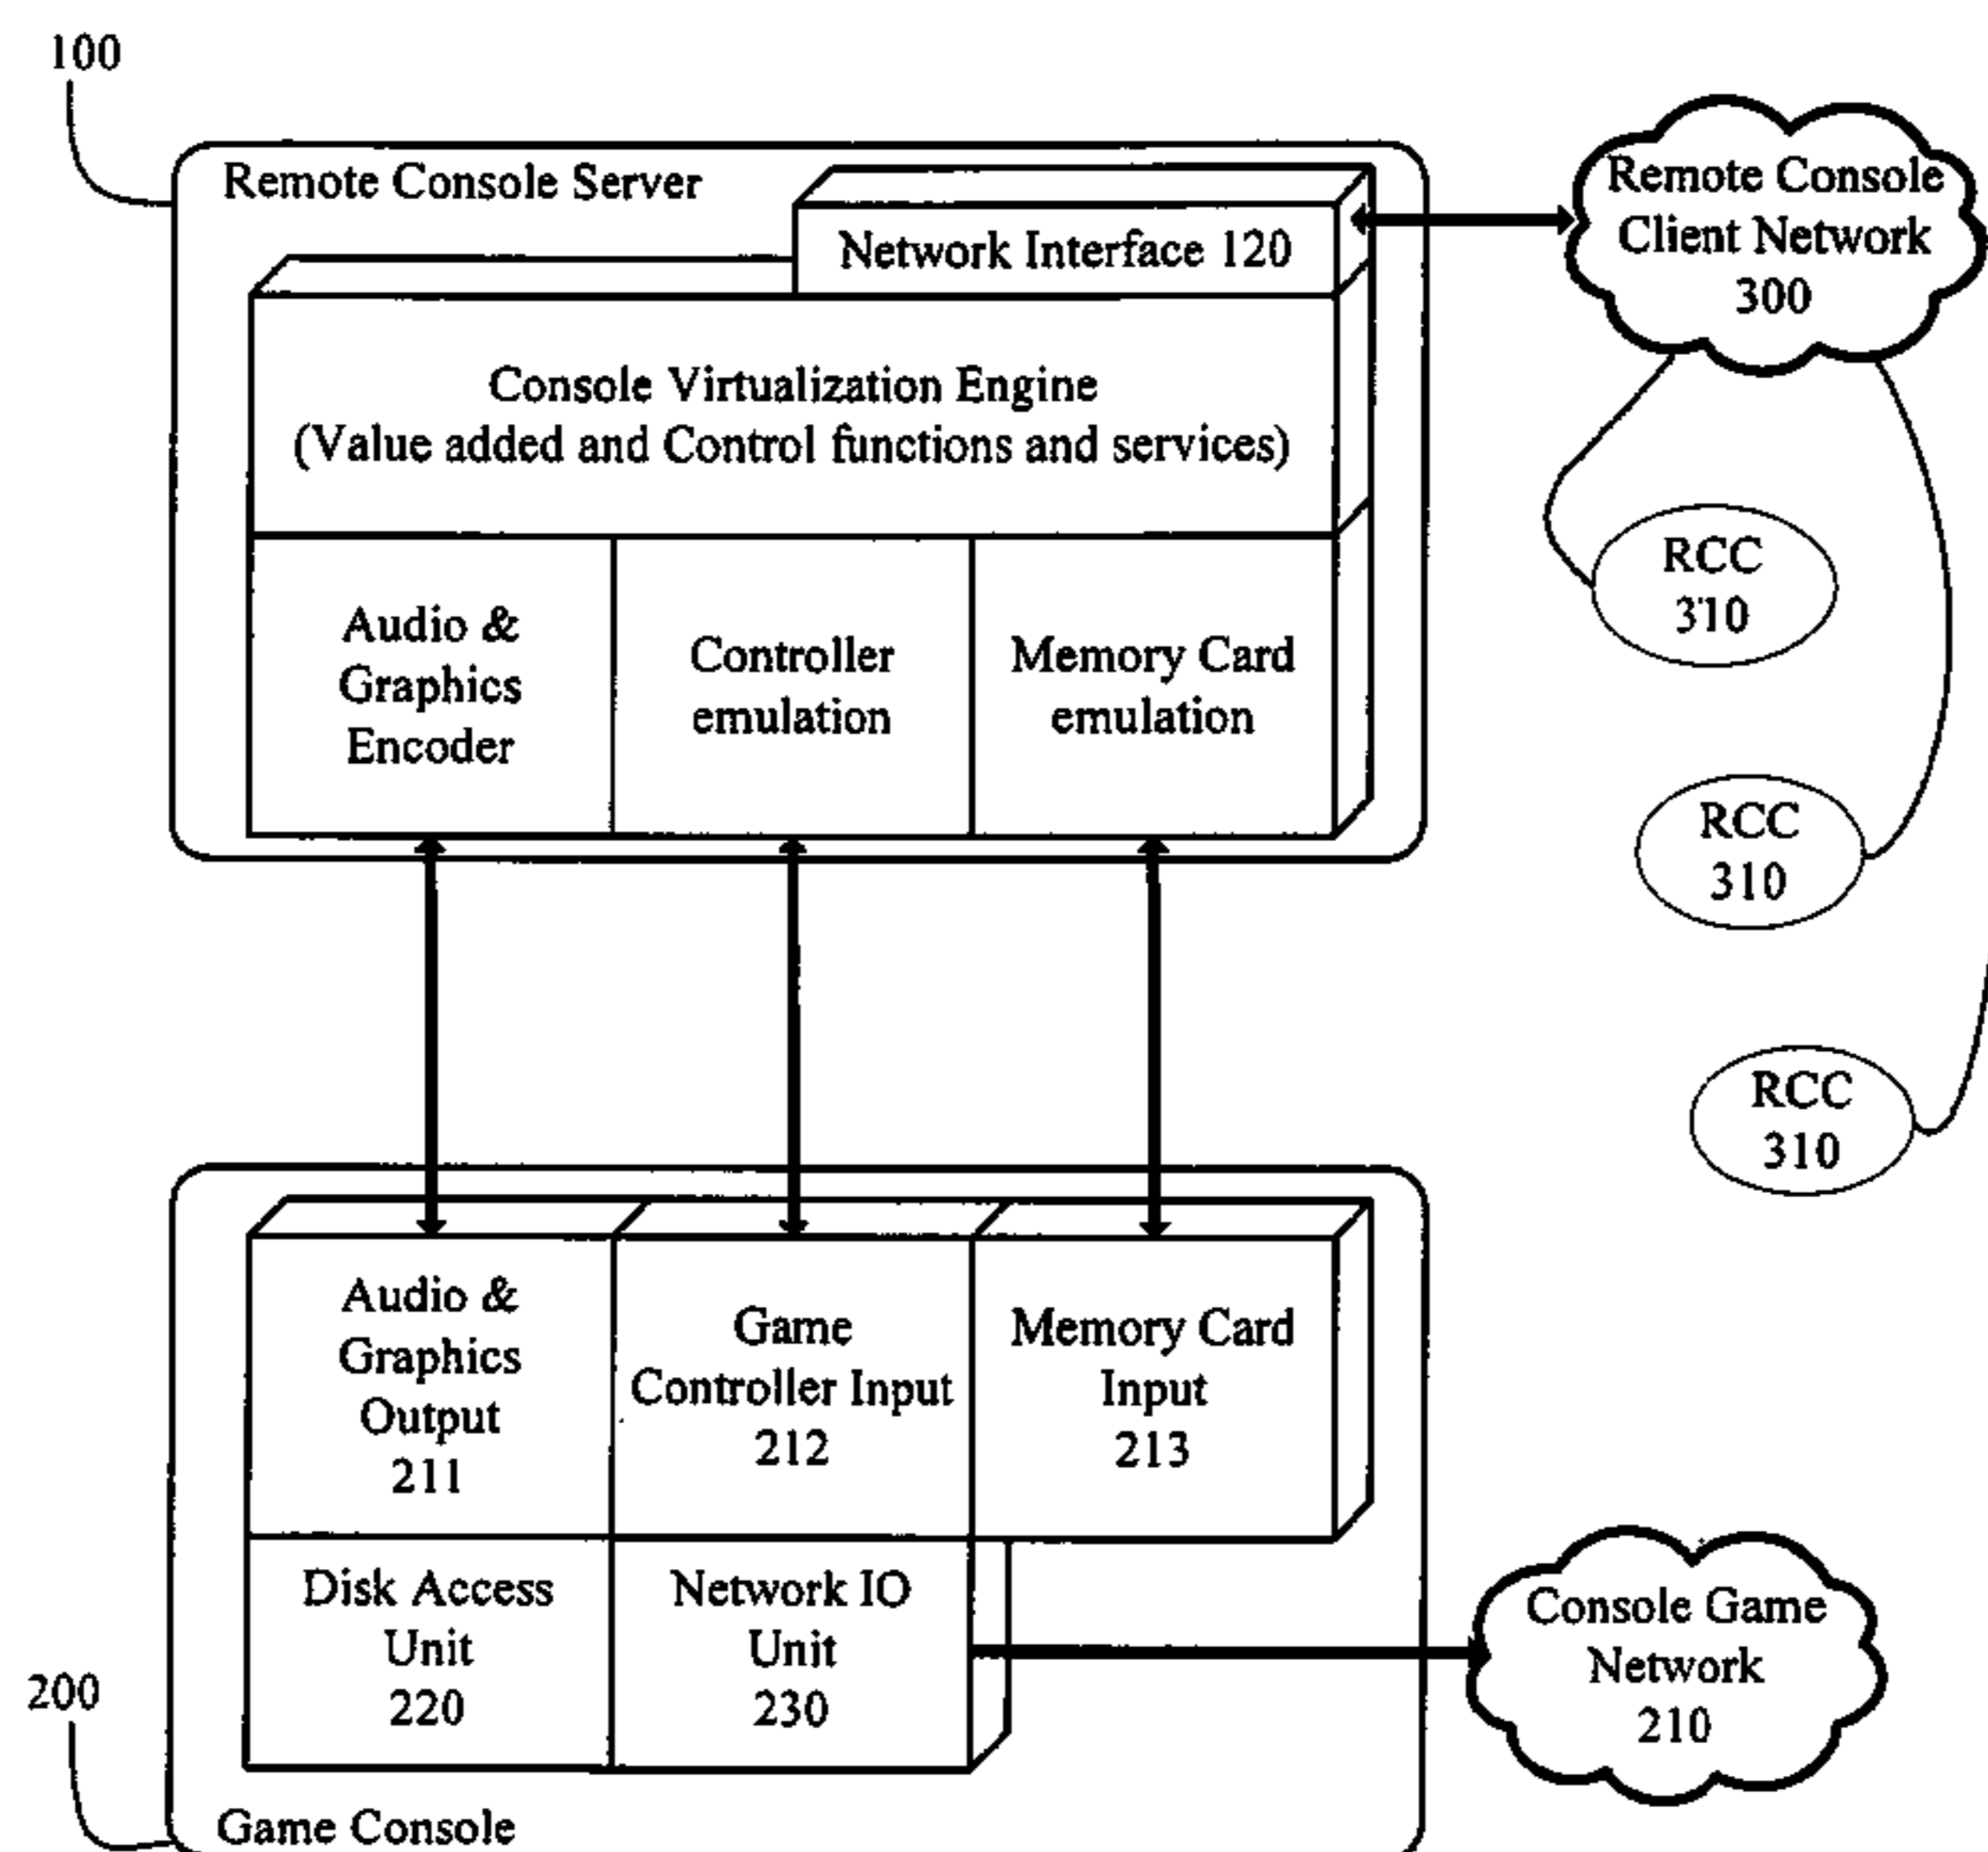 100
Remote Console Server
Network Interface 120
Remote Console
Client Network
300
Console Virtualization Engine
(Value added and Control functions and services)
Audio &
Graphics
Encoder
Controller
emulation
Memory Card
emulation
RCC
310
RCC
310
RCC
310
Audio &
Graphics
Output
211
Game
Controller Input
212
Memory Card
Input
213
Disk Access
Unit
220
Network IO
Unit
230
Console Game
Network
210
200
Game Console